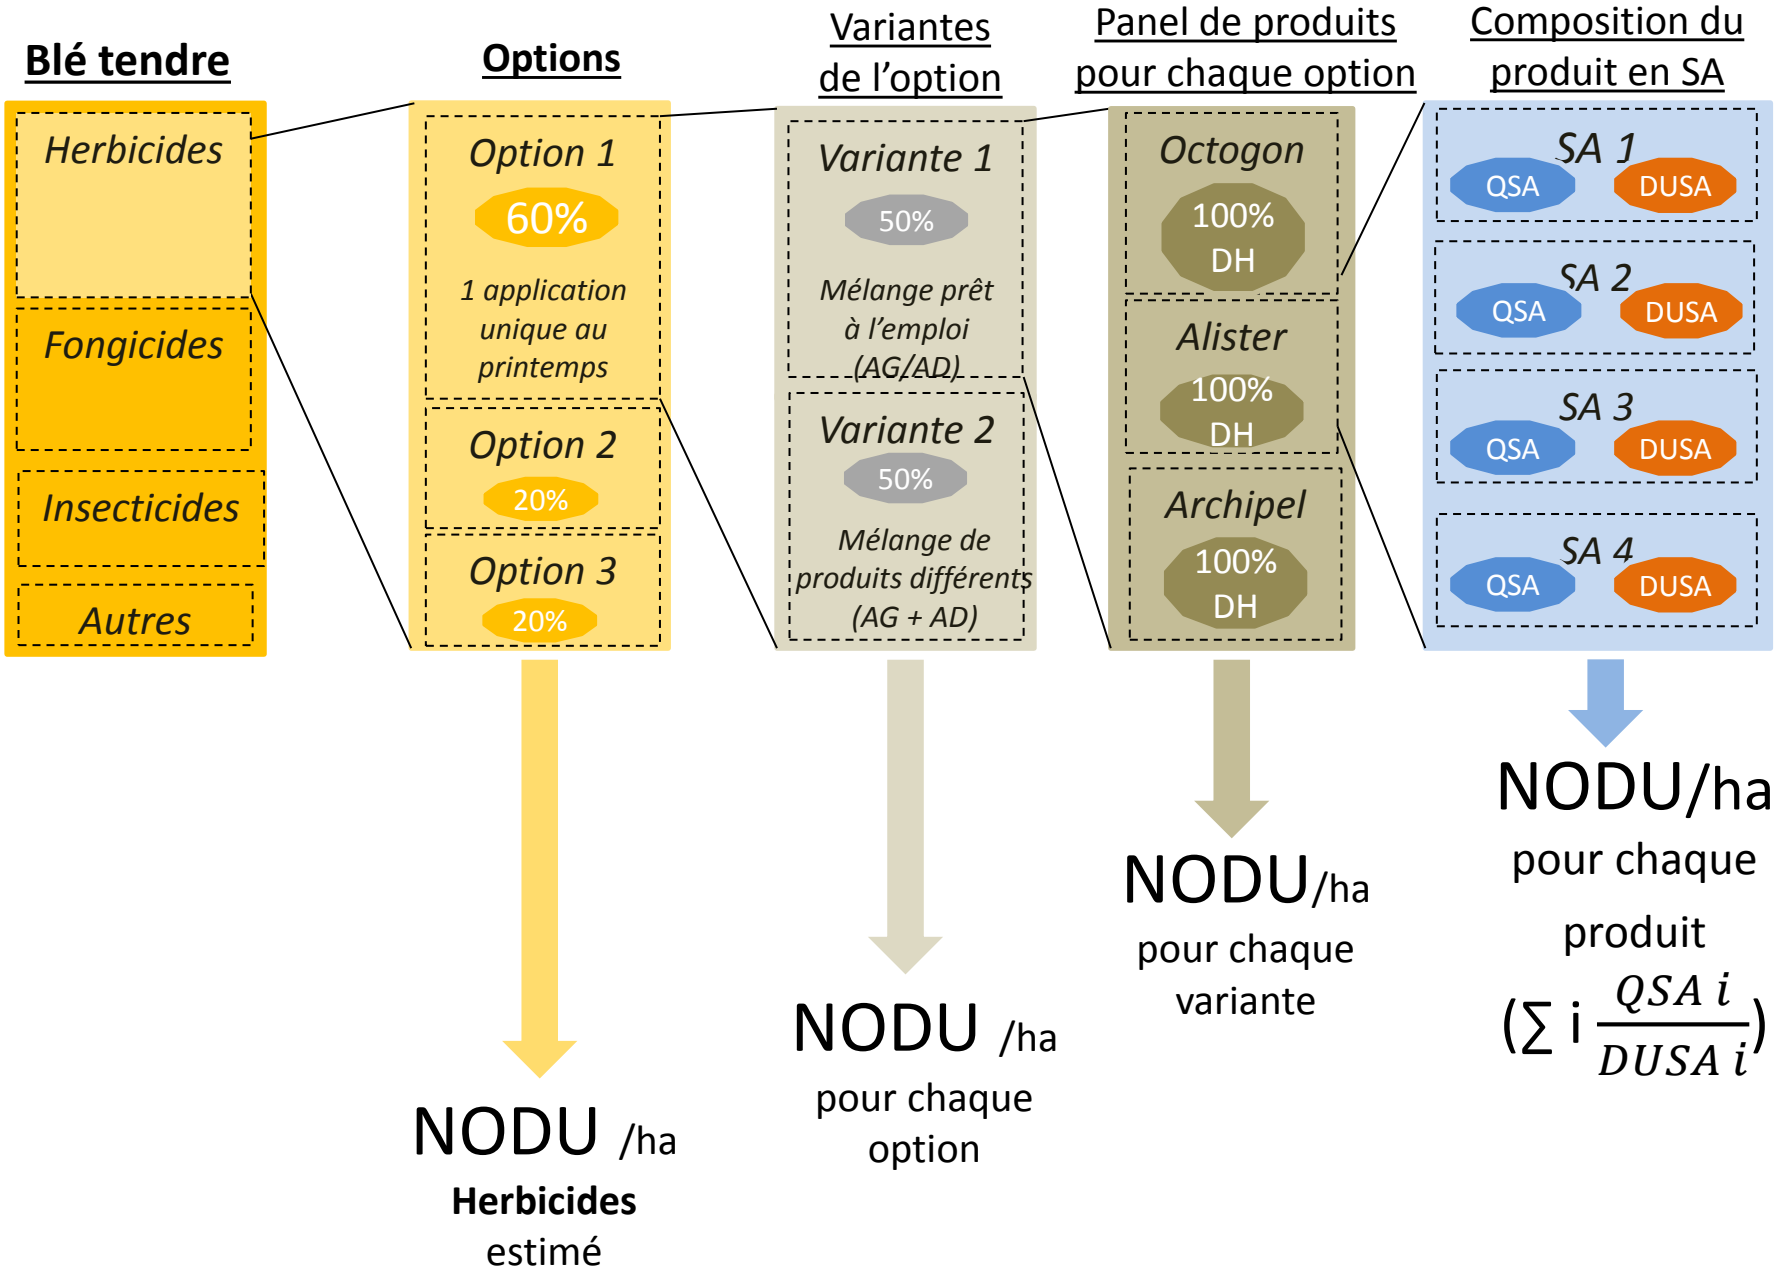 Blé tendre
Herbicides
Fongicides
Insecticides
Autres
Options
Option 1
60%
1 application
unique au
printemps
Option 2
20%
Option 3
20%
NODU /ha
Herbicides
estimé
Variantes
de l’option
Variante 1
50%
Mélange prêt
à l’emploi
(AG/AD)
Variante 2
50%
Mélange de
produits différents
(AG + AD)
NODU /ha
pour chaque
option
Panel de produits
pour chaque option
Octogon
100%
DH
Alister
100%
DH
Archipel
100%
DH
NODU/ha
pour chaque
variante
Composition du
produit en SA
SA 1
QSA DUSA
SA 2
QSA DUSA
SA 3
QSA DUSA
SA 4
QSA DUSA
NODU/ha
pour chaque
produit
(∑ i QSA i / DUSA i)